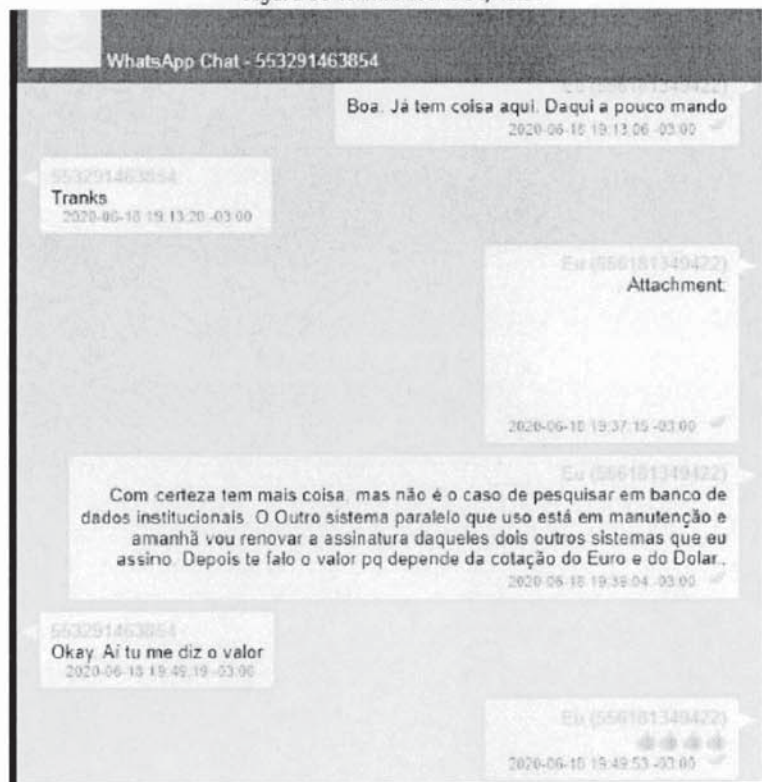 WhatsApp Chat - 553291463854
Eu (556181349422)
Boa. Já tem coisa aqui. Daqui a pouco mando
2020-06-18 19:13:06 -03:00
553291463854
Tranks
2020-06-18 19:13:20 -03:00
Eu (556181349422)
Attachment:
2020-06-18 19:37:15 -03:00
Eu (556181349422)
Com certeza tem mais coisa, mas não é o caso de pesquisar em banco de
dados institucionais. O Outro sistema paralelo que uso está em manutenção e
amanhã vou renovar a assinatura daqueles dois outros sistemas que eu
assino. Depois te falo o valor pq depende da cotação do Euro e do Dolar..
2020-06-18 19:39:04 -03:00
553291463854
Okay. Aí tu me diz o valor
2020-06-18 19:49:19 -03:00
Eu (556181349422)
👍👍👍👍
2020-06-18 19:49:53 -03:00